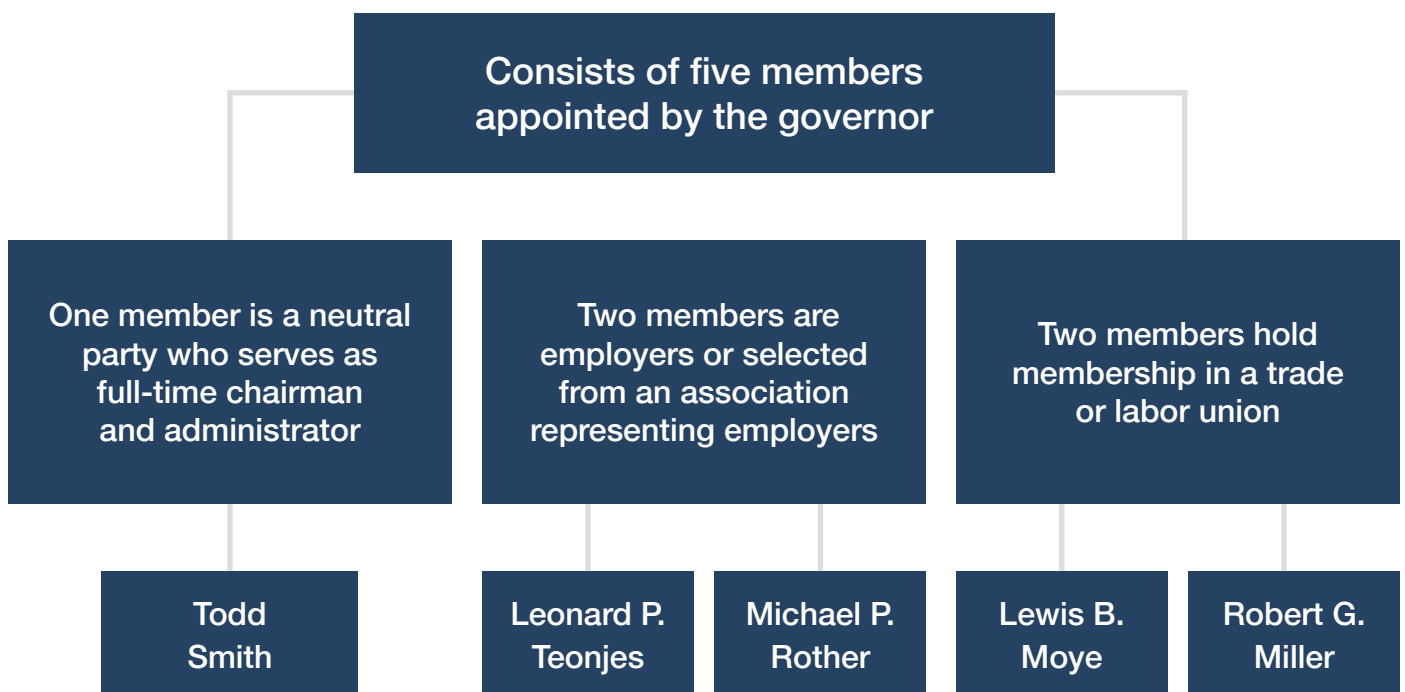 Consists of five members
appointed by the governor
One member is a neutral
party who serves as
full-time chairman
and administrator
Two members are
employers or selected
from an association
representing employers
Two members hold
membership in a trade
or labor union
Todd
Smith
Leonard P.
Teonjes
Michael P.
Rother
Lewis B.
Moye
Robert G.
Miller